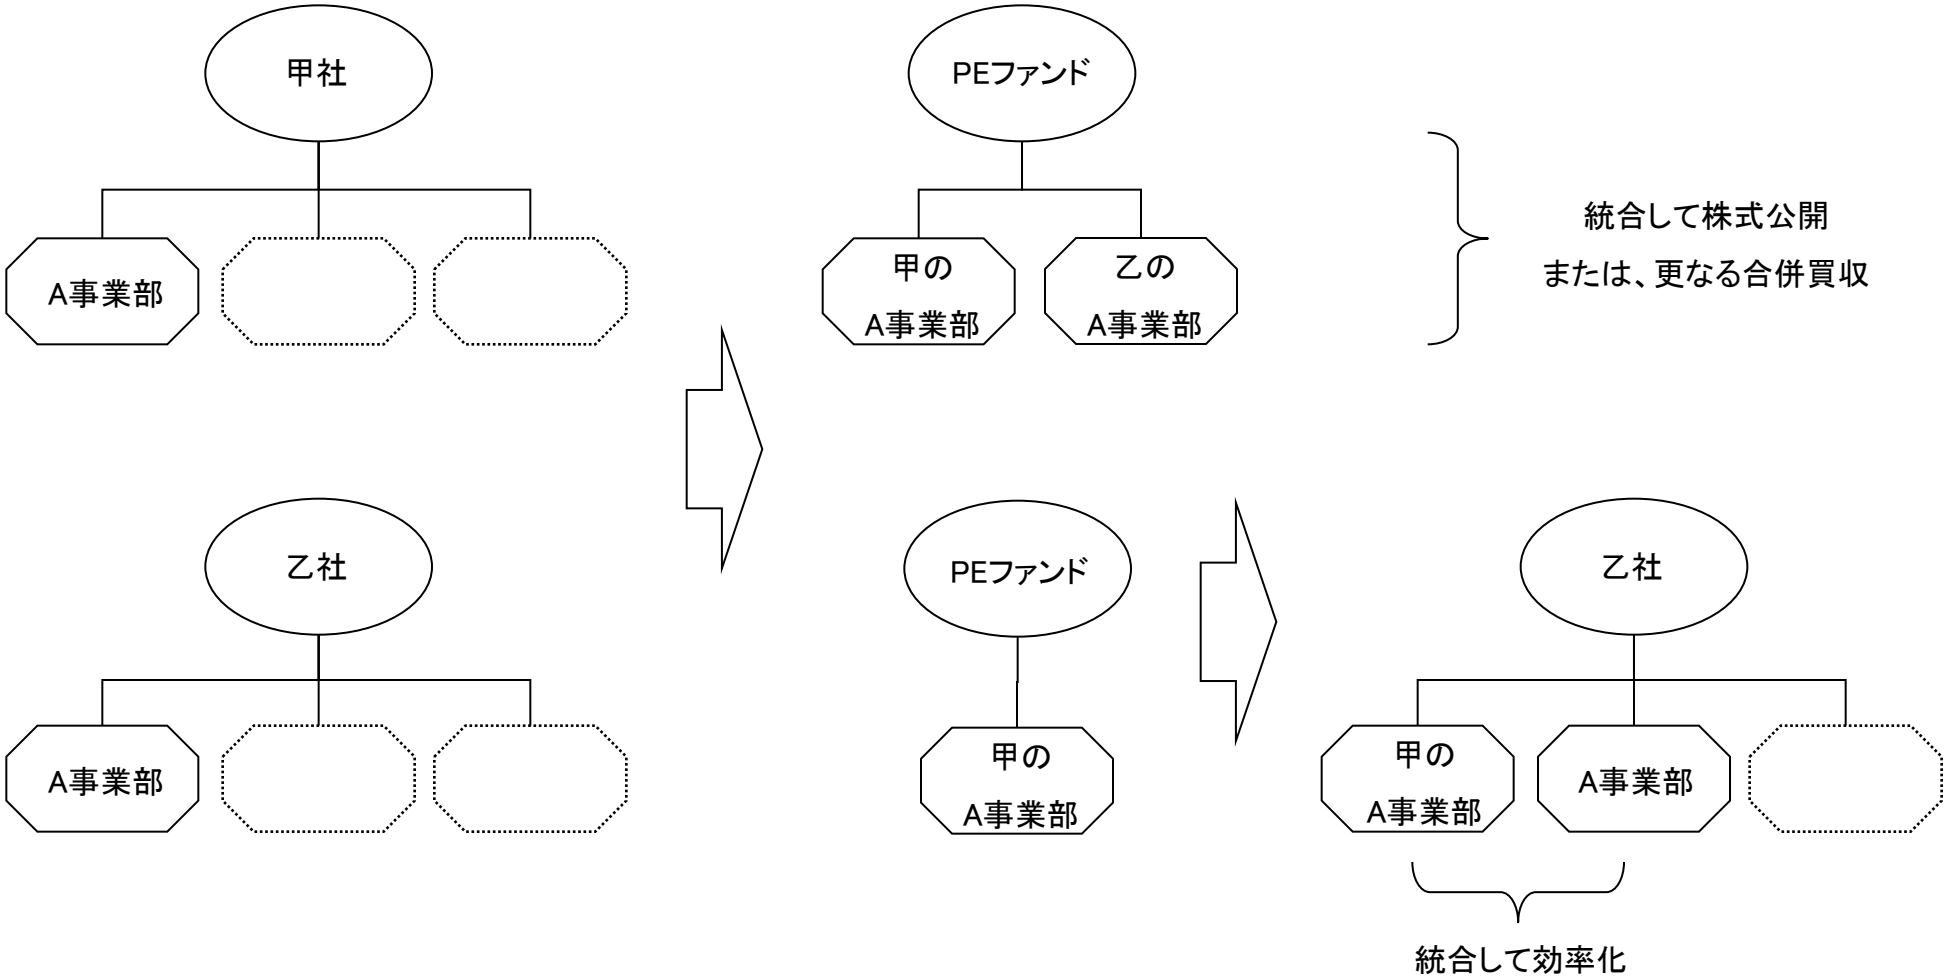 甲社
A事業部
PEファンド
甲の
A事業部
乙の
A事業部
統合して株式公開
または、更なる合併買収
乙社
A事業部
PEファンド
甲の
A事業部
乙社
甲の
A事業部
A事業部
統合して効率化